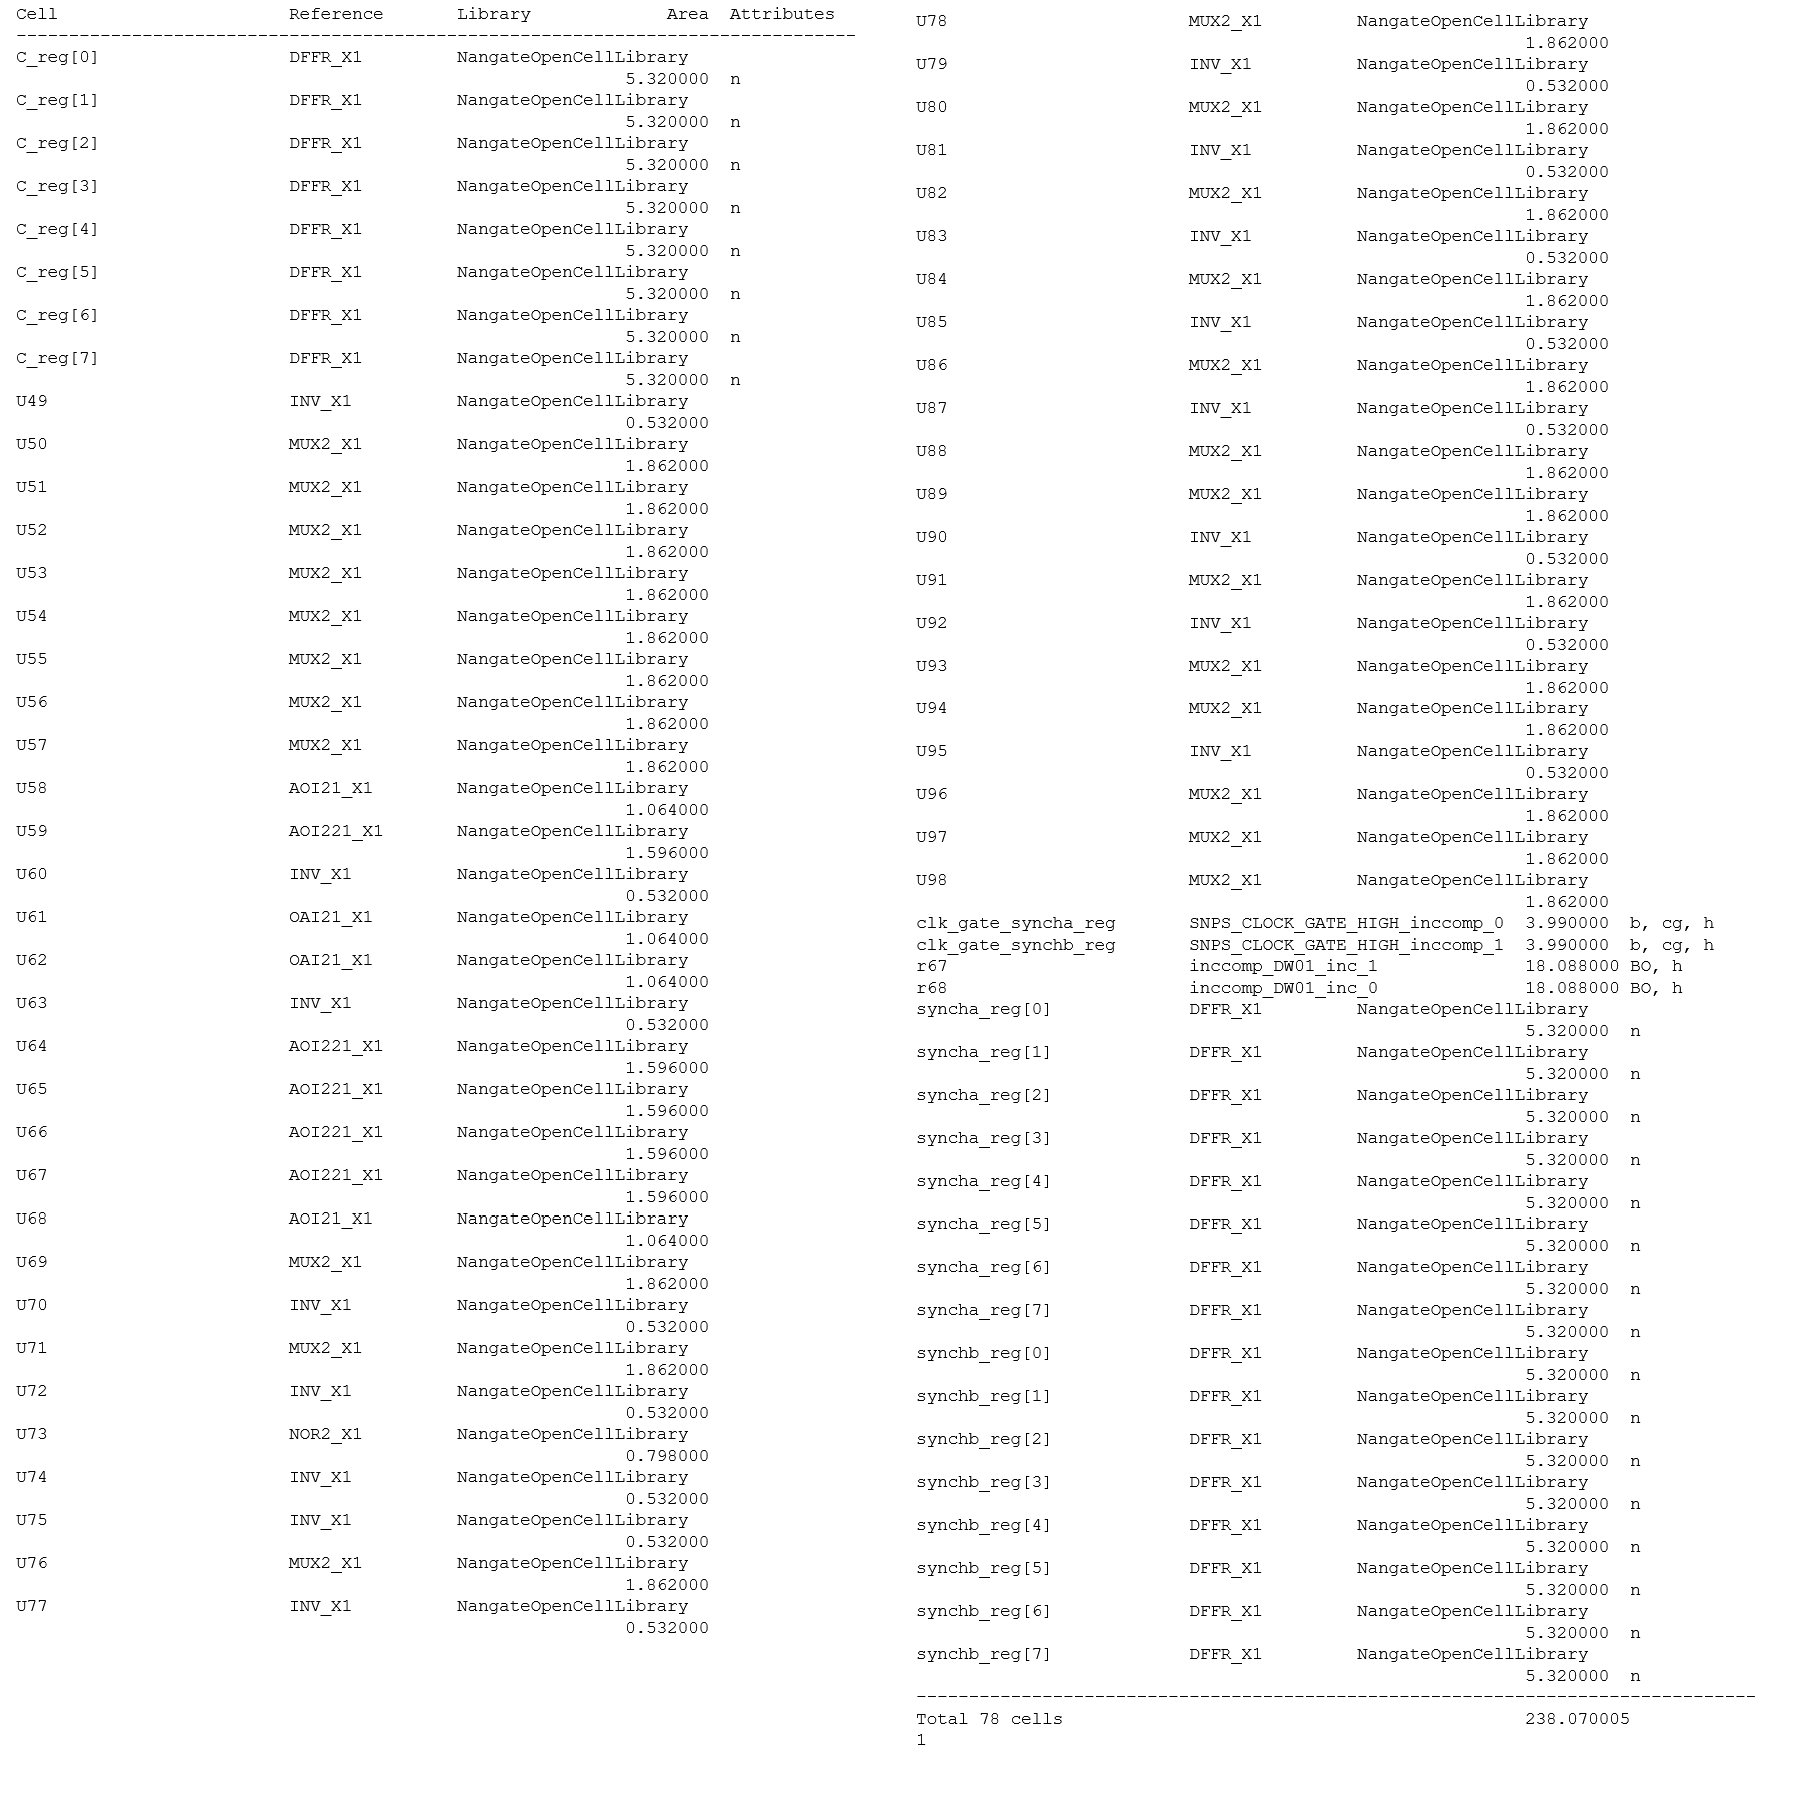 Cell Reference Library Area Attributes
--------------------------------------------------------------------------------
C_reg[0] DFFR_X1 NangateOpenCellLibrary
5.320000 n
C_reg[1] DFFR_X1 NangateOpenCellLibrary
5.320000 n
C_reg[2] DFFR_X1 NangateOpenCellLibrary
5.320000 n
C_reg[3] DFFR_X1 NangateOpenCellLibrary
5.320000 n
C_reg[4] DFFR_X1 NangateOpenCellLibrary
5.320000 n
C_reg[5] DFFR_X1 NangateOpenCellLibrary
5.320000 n
C_reg[6] DFFR_X1 NangateOpenCellLibrary
5.320000 n
C_reg[7] DFFR_X1 NangateOpenCellLibrary
5.320000 n
U49 INV_X1 NangateOpenCellLibrary
0.532000
U50 MUX2_X1 NangateOpenCellLibrary
1.862000
U51 MUX2_X1 NangateOpenCellLibrary
1.862000
U52 MUX2_X1 NangateOpenCellLibrary
1.862000
U53 MUX2_X1 NangateOpenCellLibrary
1.862000
U54 MUX2_X1 NangateOpenCellLibrary
1.862000
U55 MUX2_X1 NangateOpenCellLibrary
1.862000
U56 MUX2_X1 NangateOpenCellLibrary
1.862000
U57 MUX2_X1 NangateOpenCellLibrary
1.862000
U58 AOI21_X1 NangateOpenCellLibrary
1.064000
U59 AOI221_X1 NangateOpenCellLibrary
1.596000
U60 INV_X1 NangateOpenCellLibrary
0.532000
U61 OAI21_X1 NangateOpenCellLibrary
1.064000
U62 OAI21_X1 NangateOpenCellLibrary
1.064000
U63 INV_X1 NangateOpenCellLibrary
0.532000
U64 AOI221_X1 NangateOpenCellLibrary
1.596000
U65 AOI221_X1 NangateOpenCellLibrary
1.596000
U66 AOI221_X1 NangateOpenCellLibrary
1.596000
U67 AOI221_X1 NangateOpenCellLibrary
1.596000
U68 AOI21_X1 NangateOpenCellLibrary
1.064000
U69 MUX2_X1 NangateOpenCellLibrary
1.862000
U70 INV_X1 NangateOpenCellLibrary
0.532000
U71 MUX2_X1 NangateOpenCellLibrary
1.862000
U72 INV_X1 NangateOpenCellLibrary
0.532000
U73 NOR2_X1 NangateOpenCellLibrary
0.798000
U74 INV_X1 NangateOpenCellLibrary
0.532000
U75 INV_X1 NangateOpenCellLibrary
0.532000
U76 MUX2_X1 NangateOpenCellLibrary
1.862000
U77 INV_X1 NangateOpenCellLibrary
0.532000
U78 MUX2_X1 NangateOpenCellLibrary
1.862000
U79 INV_X1 NangateOpenCellLibrary
0.532000
U80 MUX2_X1 NangateOpenCellLibrary
1.862000
U81 INV_X1 NangateOpenCellLibrary
0.532000
U82 MUX2_X1 NangateOpenCellLibrary
1.862000
U83 INV_X1 NangateOpenCellLibrary
0.532000
U84 MUX2_X1 NangateOpenCellLibrary
1.862000
U85 INV_X1 NangateOpenCellLibrary
0.532000
U86 MUX2_X1 NangateOpenCellLibrary
1.862000
U87 INV_X1 NangateOpenCellLibrary
0.532000
U88 MUX2_X1 NangateOpenCellLibrary
1.862000
U89 MUX2_X1 NangateOpenCellLibrary
1.862000
U90 INV_X1 NangateOpenCellLibrary
0.532000
U91 MUX2_X1 NangateOpenCellLibrary
1.862000
U92 INV_X1 NangateOpenCellLibrary
0.532000
U93 MUX2_X1 NangateOpenCellLibrary
1.862000
U94 MUX2_X1 NangateOpenCellLibrary
1.862000
U95 INV_X1 NangateOpenCellLibrary
0.532000
U96 MUX2_X1 NangateOpenCellLibrary
1.862000
U97 MUX2_X1 NangateOpenCellLibrary
1.862000
U98 MUX2_X1 NangateOpenCellLibrary
1.862000
clk_gate_syncha_reg SNPS_CLOCK_GATE_HIGH_inccomp_0 3.990000 b, cg, h
clk_gate_synchb_reg SNPS_CLOCK_GATE_HIGH_inccomp_1 3.990000 b, cg, h
r67 inccomp_DW01_inc_1 18.088000 BO, h
r68 inccomp_DW01_inc_0 18.088000 BO, h
syncha_reg[0] DFFR_X1 NangateOpenCellLibrary
5.320000 n
syncha_reg[1] DFFR_X1 NangateOpenCellLibrary
5.320000 n
syncha_reg[2] DFFR_X1 NangateOpenCellLibrary
5.320000 n
syncha_reg[3] DFFR_X1 NangateOpenCellLibrary
5.320000 n
syncha_reg[4] DFFR_X1 NangateOpenCellLibrary
5.320000 n
syncha_reg[5] DFFR_X1 NangateOpenCellLibrary
5.320000 n
syncha_reg[6] DFFR_X1 NangateOpenCellLibrary
5.320000 n
syncha_reg[7] DFFR_X1 NangateOpenCellLibrary
5.320000 n
synchb_reg[0] DFFR_X1 NangateOpenCellLibrary
5.320000 n
synchb_reg[1] DFFR_X1 NangateOpenCellLibrary
5.320000 n
synchb_reg[2] DFFR_X1 NangateOpenCellLibrary
5.320000 n
synchb_reg[3] DFFR_X1 NangateOpenCellLibrary
5.320000 n
synchb_reg[4] DFFR_X1 NangateOpenCellLibrary
5.320000 n
synchb_reg[5] DFFR_X1 NangateOpenCellLibrary
5.320000 n
synchb_reg[6] DFFR_X1 NangateOpenCellLibrary
5.320000 n
synchb_reg[7] DFFR_X1 NangateOpenCellLibrary
5.320000 n
--------------------------------------------------------------------------------
Total 78 cells 238.070005
1